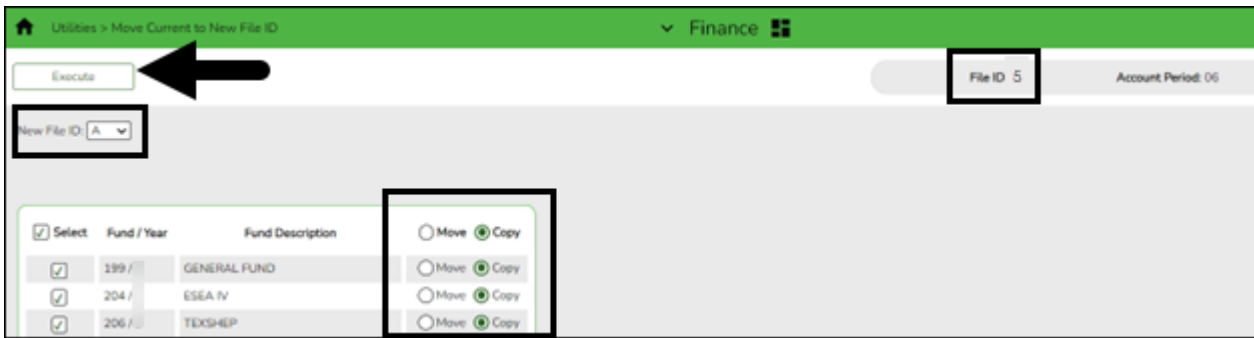 Utilities > Move Current to New File ID
Finance
Execute
File ID 5
Account Period: 06
New File ID: A
Select Fund / Year Fund Description Move Copy
199 / GENERAL FUND Move Copy
204 / ESEA IV Move Copy
206 / TEXSHEP Move Copy